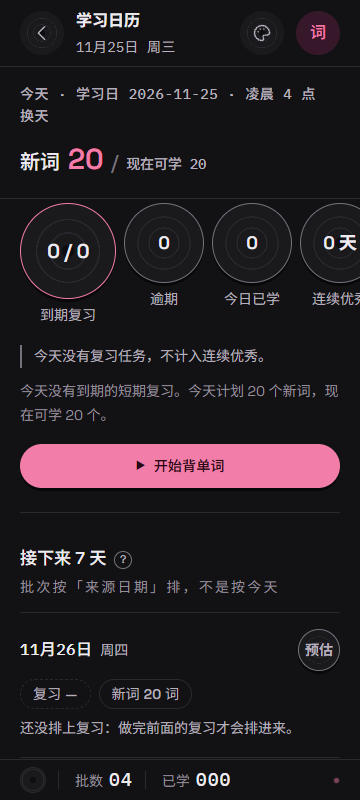 学习日历
11月25日 周三
词
今天 · 学习日 2026-11-25 · 凌晨 4 点
换天
新词 20 / 现在可学 20
0 / 0
到期复习
0
逾期
0
今日已学
0 天
连续优秀
今天没有复习任务，不计入连续优秀。
今天没有到期的短期复习。今天计划 20 个新词，现
在可学 20 个。
▶ 开始背单词
接下来 7 天 ?
批次按「来源日期」排，不是按今天
11月26日 周四
预估
复习 —
新词 20 词
还没排上复习：做完前面的复习才会排进来。
批数 04
已学 000